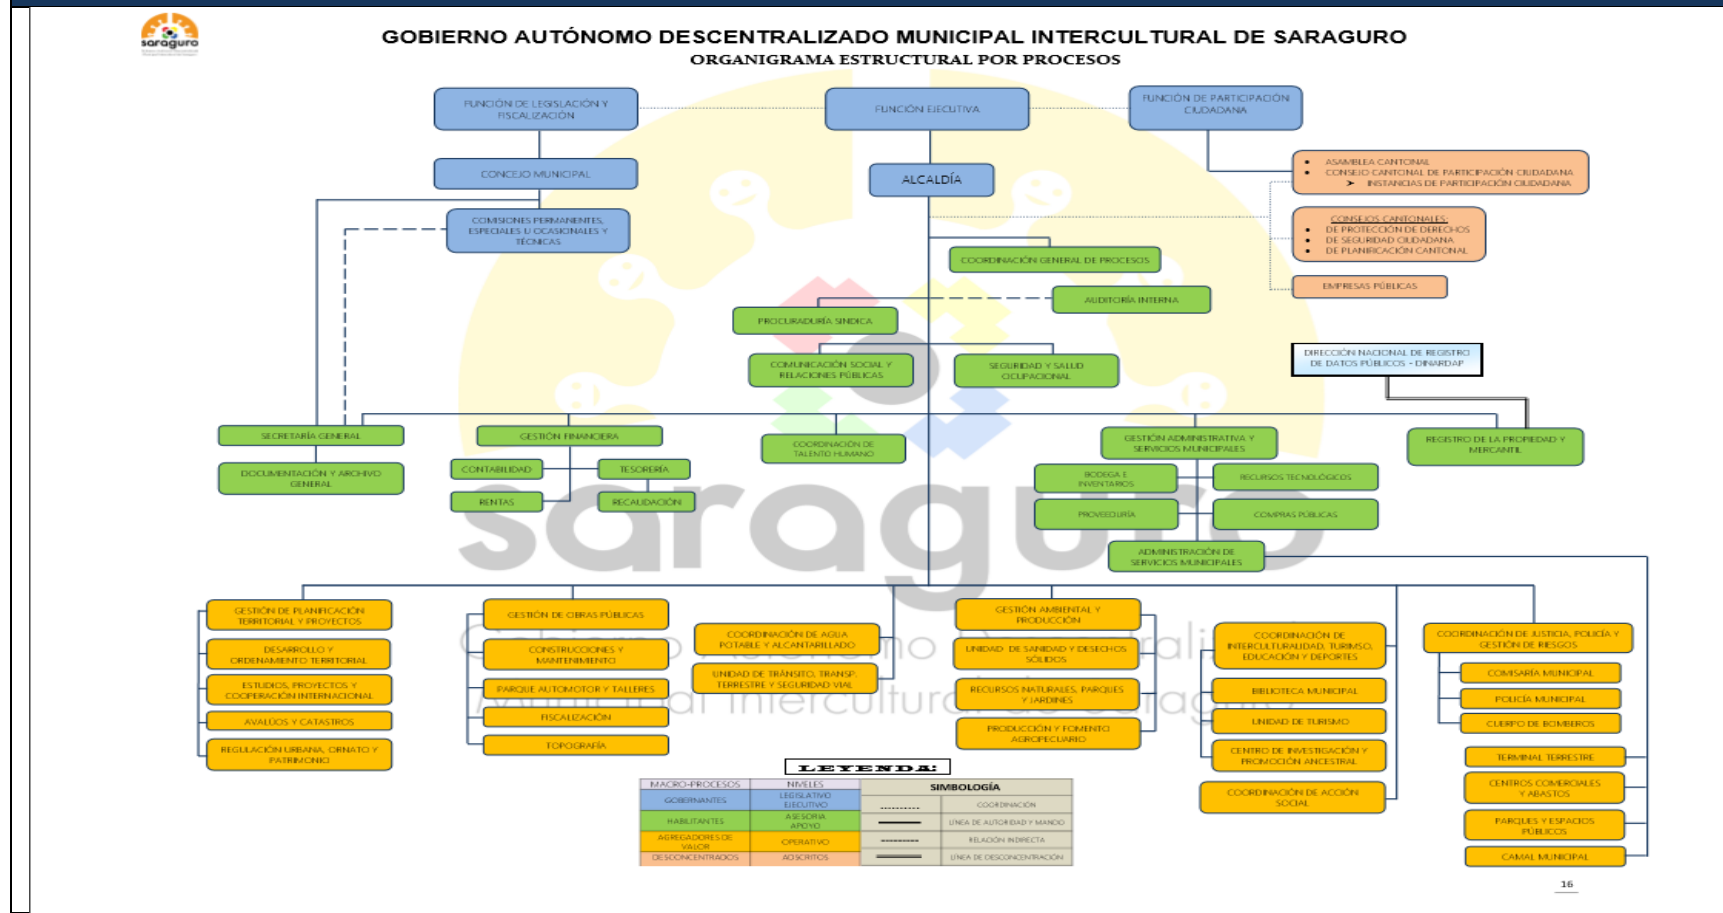 saraguro
GOBIERNO AUTÓNOMO DESCENTRALIZADO MUNICIPAL INTERCULTURAL DE SARAGURO
ORGANIGRAMA ESTRUCTURAL POR PROCESOS
FUNCIÓN DE LEGISLACIÓN Y
FISCALIZACIÓN
FUNCIÓN EJECUTIVA
FUNCIÓN DE PARTICIPACIÓN
CIUDADANA
CONCEJO MUNICIPAL
ALCALDÍA
• ASAMBLEA CANTONAL
• CONSEJO CANTONAL DE PARTICIPACIÓN CIUDADANA
➤ INSTANCIAS DE PARTICIPACIÓN CIUDADANA
COMISIONES PERMANENTES,
ESPECIALES U OCASIONALES Y
TÉCNICAS
CONSEJOS CANTONALES:
• DE PROTECCIÓN DE DERECHOS
• DE SEGURIDAD CIUDADANA
• DE PLANIFICACIÓN CANTONAL
COORDINACIÓN GENERAL DE PROCESOS
EMPRESAS PÚBLICAS
AUDITORÍA INTERNA
PROCURADURÍA SINDICA
COMUNICACIÓN SOCIAL Y
RELACIONES PÚBLICAS
SEGURIDAD Y SALUD
OCUPACIONAL
DIRECCIÓN NACIONAL DE REGISTRO
DE DATOS PÚBLICOS - DINARDAP
SECRETARÍA GENERAL
GESTIÓN FINANCIERA
COORDINACIÓN DE
TALENTO HUMANO
GESTIÓN ADMINISTRATIVA Y
SERVICIOS MUNICIPALES
REGISTRO DE LA PROPIEDAD Y
MERCANTIL
DOCUMENTACIÓN Y ARCHIVO
GENERAL
CONTABILIDAD
TESORERÍA
RENTAS
RECAUDACIÓN
BODEGA E
INVENTARIOS
RECURSOS TECNOLÓGICOS
PROVEEDURÍA
COMPRAS PÚBLICAS
ADMINISTRACIÓN DE
SERVICIOS MUNICIPALES
saraguro
Gobierno Autónomo Descentralizado
Municipal Intercultural de Saraguro
GESTIÓN DE PLANIFICACIÓN
TERRITORIAL Y PROYECTOS
DESARROLLO Y
ORDENAMIENTO TERRITORIAL
ESTUDIOS, PROYECTOS Y
COOPERACIÓN INTERNACIONAL
AVALÚOS Y CATASTROS
REGULACIÓN URBANA, ORNATO Y
PATRIMONIO
GESTIÓN DE OBRAS PÚBLICAS
CONSTRUCCIONES Y
MANTENIMIENTO
PARQUE AUTOMOTOR Y TALLERES
FISCALIZACIÓN
TOPOGRAFÍA
COORDINACIÓN DE AGUA
POTABLE Y ALCANTARILLADO
UNIDAD DE TRÁNSITO, TRANSP.
TERRESTRE Y SEGURIDAD VIAL
GESTIÓN AMBIENTAL Y
PRODUCCIÓN
UNIDAD DE SANIDAD Y DESECHOS
SÓLIDOS
RECURSOS NATURALES, PARQUES
Y JARDINES
PRODUCCIÓN Y FOMENTO
AGROPECUARIO
COORDINACIÓN DE
INTERCULTURALIDAD, TURIMSO,
EDUCACIÓN Y DEPORTES
BIBLIOTECA MUNICIPAL
UNIDAD DE TURISMO
CENTRO DE INVESTIGACIÓN Y
PROMOCIÓN ANCESTRAL
COORDINACIÓN DE ACCIÓN
SOCIAL
COORDINACIÓN DE JUSTICIA, POLICÍA Y
GESTIÓN DE RIESGOS
COMISARÍA MUNICIPAL
POLICÍA MUNICIPAL
CUERPO DE BOMBEROS
TERMINAL TERRESTRE
CENTROS COMERCIALES
Y ABASTOS
PARQUES Y ESPACIOS
PÚBLICOS
CAMAL MUNICIPAL
LEYENDA:
MACRO-PROCESOS NIVELES SIMBOLOGÍA
GOBERNANTES LEGISLATIVO
EJECUTIVO COORDINACIÓN
HABILITANTES ASESORIA
APOYO LÍNEA DE AUTORIDAD Y MANDO
AGREGADORES DE
VALOR OPERATIVO RELACIÓN INDIRECTA
DESCONCENTRADOS ADSCRITOS LÍNEA DE DESCONCENTRACIÓN
16